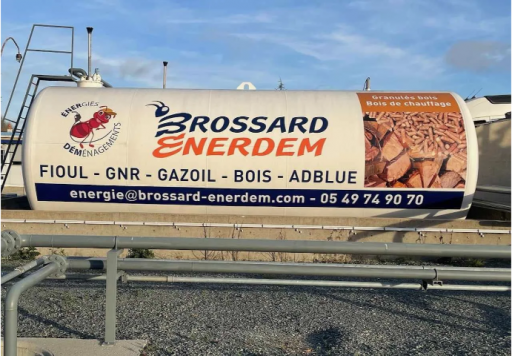 ENERGIES
DÉMÉNAGEMENTS
BROSSARD
ENERDEM
Granulés bois
Bois de chauffage
FIOUL - GNR - GAZOIL - BOIS - ADBLUE
energie@brossard-enerdem.com - 05 49 74 90 70